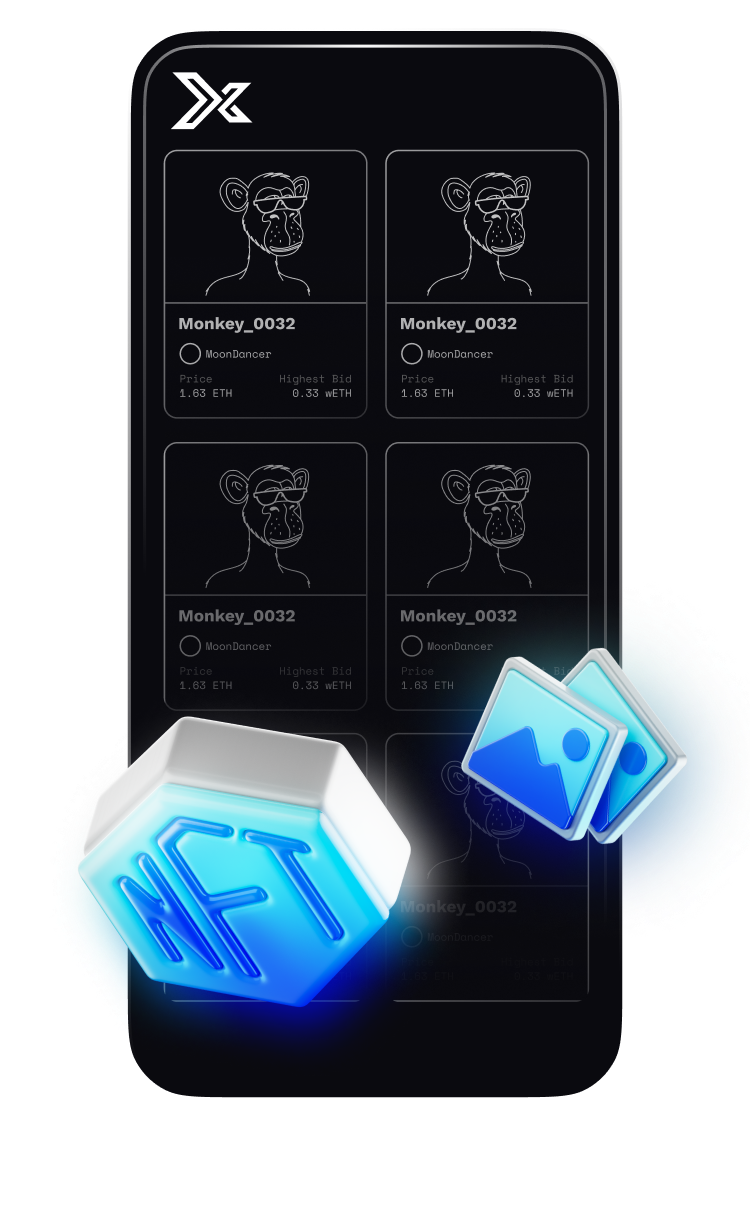 Monkey_0032
MoonDancer
Price Highest Bid
1.63 ETH 0.33 wETH
Monkey_0032
MoonDancer
Price Highest Bid
1.63 ETH 0.33 wETH
Monkey_0032
MoonDancer
Price Highest Bid
1.63 ETH 0.33 wETH
Monkey_0032
MoonDancer
Price Bid
1.63 ETH
NFT
Monkey_0032
MoonDancer